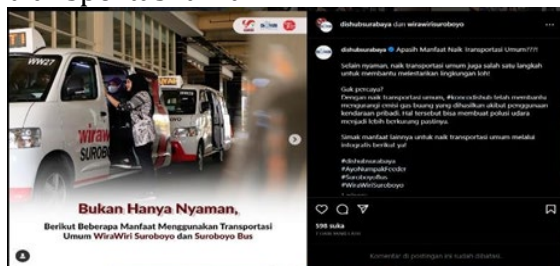 WW27
WiraWiri
SUROBOYO
Bukan Hanya Nyaman,
Berikut Beberapa Manfaat Menggunakan Transportasi
Umum WiraWiri Suroboyo dan Suroboyo Bus
dishubsurabaya dan wirawirisuroboyo
dishubsurabaya Apasih Manfaat Naik Transportasi Umum???!
Selain nyaman, naik transportasi umum juga salah satu langkah
untuk membantu melestarikan lingkungan loh!
Gak percaya?
Dengan naik transportasi umum, #koncodishub telah membantu
mengurangi emisi gas buang yang dihasilkan akibat penggunaan
kendaraan pribadi. Hal tersebut bisa membuat polusi udara
menjadi lebih berkurang pastinya.
Simak manfaat lainnya untuk naik transportasi umum melalui
infografis berikut ya!
#dishubsurabaya
#AyoNumpakFeeder
#SuroboyoBus
#WiraWiriSuroboyo
598 suka
Komentar di postingan ini sudah dibatasi.